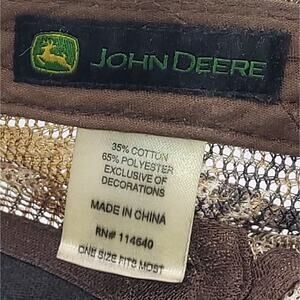 JOHN DEERE
35% COTTON
65% POLYESTER
EXCLUSIVE OF
DECORATIONS
MADE IN CHINA
RN# 114640
ONE SIZE FITS MOST